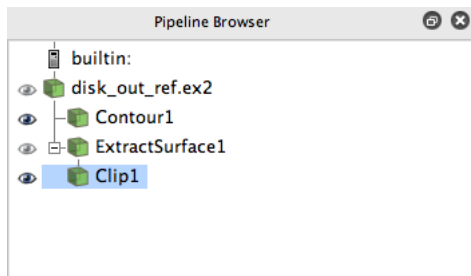 Pipeline Browser
builtin:
disk_out_ref.ex2
Contour1
ExtractSurface1
Clip1